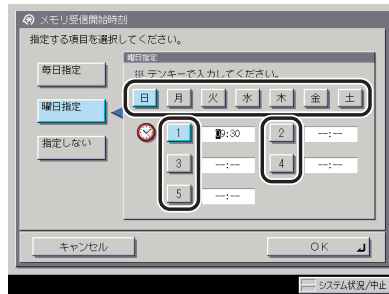 メモリ受信開始時刻
指定する項目を選択してください。
毎日指定
曜日指定
指定しない
曜日指定
テンキーで入力してください。
日 月 火 水 木 金 土
1 09:30 2 --:--
3 --:-- 4 --:--
5 --:--
キャンセル OK
システム状況/中止